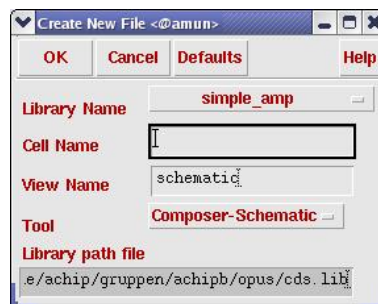 Create New File <@amun>
OK Cancel Defaults Help
Library Name simple_amp
Cell Name
View Name schematic
Tool Composer-Schematic
Library path file
.e/achip/gruppen/achipb/opus/cds.lib